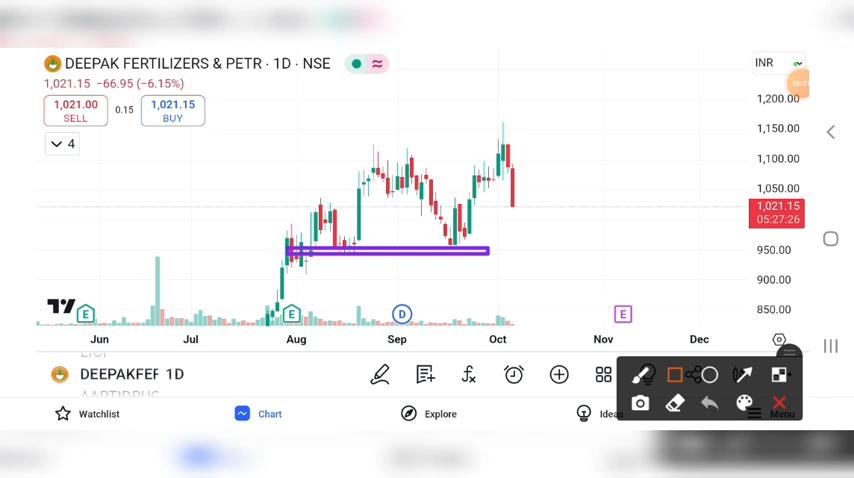 DEEPAK FERTILIZERS & PETR · 1D · NSE
INR
1,021.15 −66.95 (−6.15%)
1,021.00 0.15 1,021.15
SELL BUY
4
1,200.00
1,150.00
1,100.00
1,050.00
1,021.15
05:27:26
950.00
900.00
850.00
E E D E
Jun Jul Aug Sep Oct Nov Dec
DEEPAKFEF 1D
Watchlist Chart Explore Ideas Menu